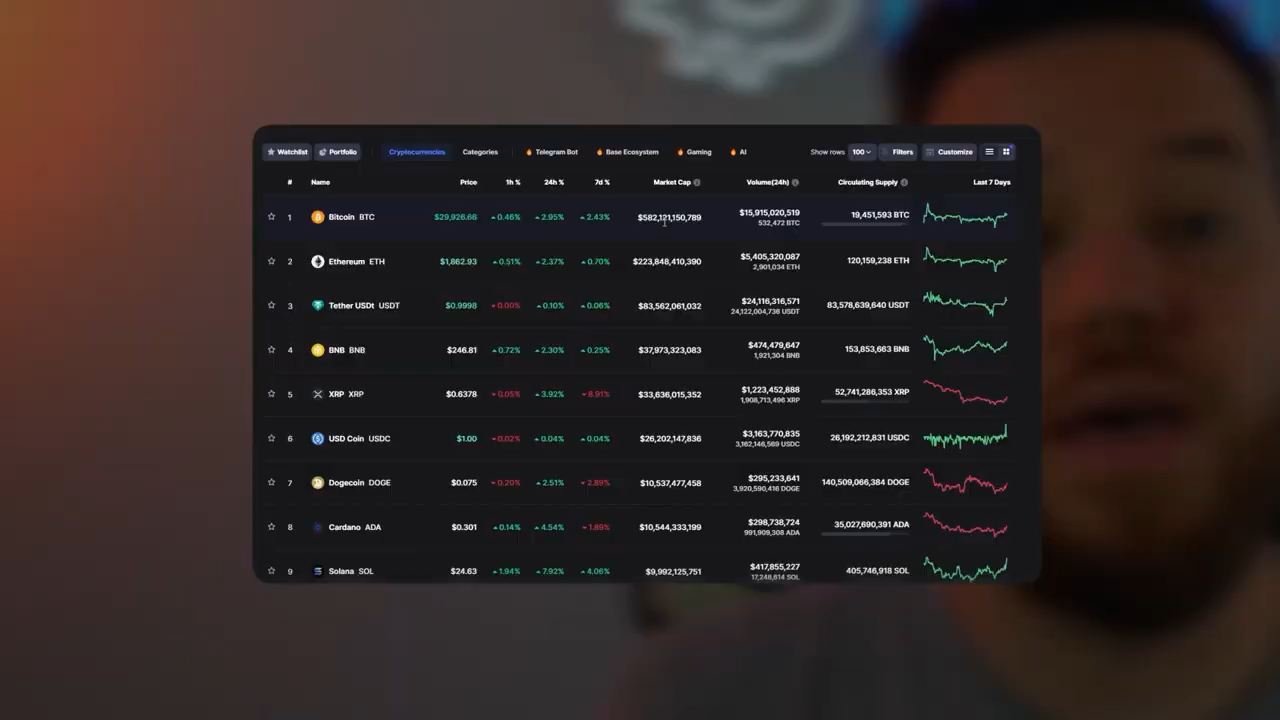 Watchlist Portfolio Cryptocurrencies Categories Telegram Bot Base Ecosystem Gaming AI Show rows 100 Filters Customize
# Name Price 1h % 24h % 7d % Market Cap Volume(24h) Circulating Supply Last 7 Days
1 Bitcoin BTC $29,926.66 0.46% 2.95% 2.43% $582,121,150,789 $15,915,020,519 19,451,593 BTC
532,472 BTC
2 Ethereum ETH $1,862.93 0.51% 2.37% 0.70% $223,848,410,390 $5,405,320,087 120,159,238 ETH
2,901,034 ETH
3 Tether USDt USDT $0.9998 0.00% 0.10% 0.06% $83,562,061,032 $24,116,316,571 83,578,639,640 USDT
24,122,004,736 USDT
4 BNB BNB $246.81 0.72% 2.30% 0.25% $37,973,323,083 $474,479,647 153,853,663 BNB
1,921,304 BNB
5 XRP XRP $0.6378 0.05% 3.92% 8.91% $33,636,015,352 $1,223,452,888 52,741,286,353 XRP
1,908,713,496 XRP
6 USD Coin USDC $1.00 0.02% 0.04% 0.04% $26,202,147,836 $3,163,770,835 26,192,212,831 USDC
3,162,146,569 USDC
7 Dogecoin DOGE $0.075 0.20% 2.51% 2.89% $10,537,477,458 $295,233,641 140,509,066,384 DOGE
3,920,590,416 DOGE
8 Cardano ADA $0.301 0.14% 4.54% 1.89% $10,544,333,199 $298,738,724 35,027,690,391 ADA
991,909,308 ADA
9 Solana SOL $24.63 1.94% 7.92% 4.06% $9,992,125,751 $417,855,227 405,746,918 SOL
17,248,614 SOL